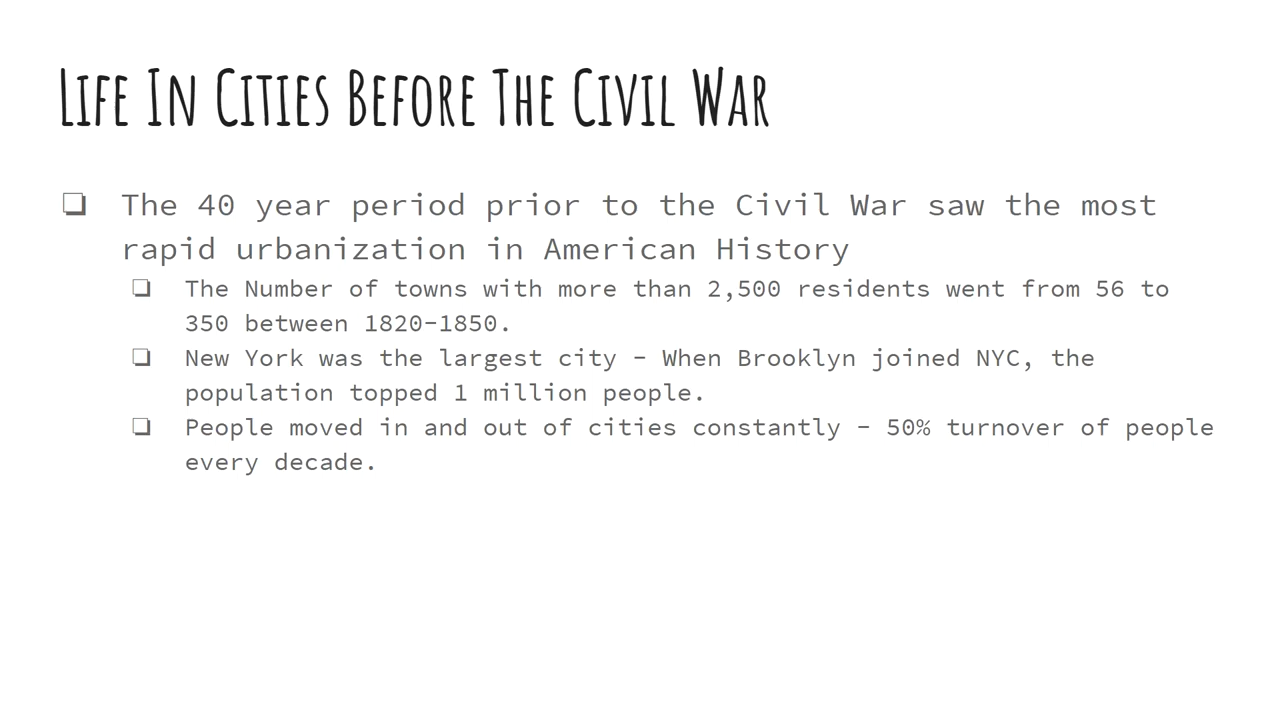 Life In Cities Before The Civil War
❏ The 40 year period prior to the Civil War saw the most
rapid urbanization in American History
❏ The Number of towns with more than 2,500 residents went from 56 to
350 between 1820-1850.
❏ New York was the largest city - When Brooklyn joined NYC, the
population topped 1 million people.
❏ People moved in and out of cities constantly - 50% turnover of people
every decade.